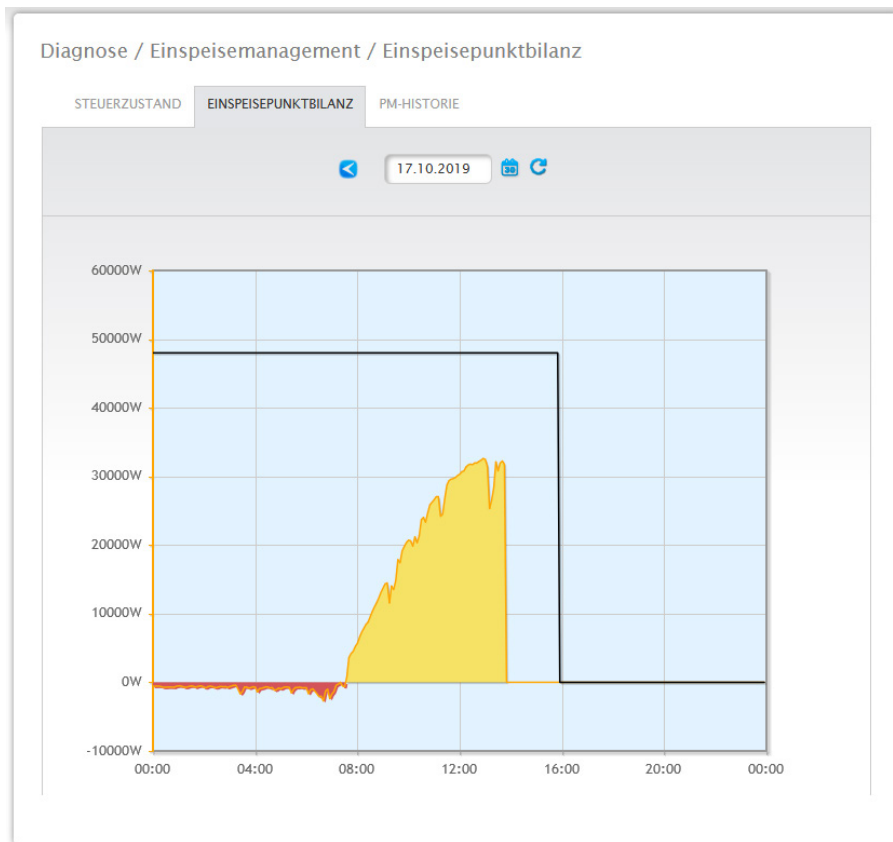 Diagnose / Einspeisemanagement / Einspeisepunktbilanz
STEUERZUSTAND EINSPEISEPUNKTBILANZ PM-HISTORIE
17.10.2019 30
60000W
50000W
40000W
30000W
20000W
10000W
0W
-10000W
00:00 04:00 08:00 12:00 16:00 20:00 00:00